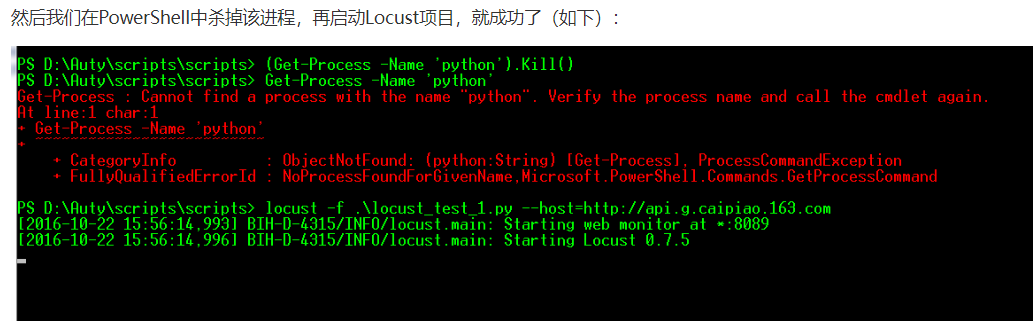 然后我们在PowerShell中杀掉该进程，再启动Locust项目，就成功了（如下）：
PS D:\Auty\scripts\scripts> (Get-Process -Name 'python').Kill()
PS D:\Auty\scripts\scripts> Get-Process -Name 'python'
Get-Process : Cannot find a process with the name "python". Verify the process name and call the cmdlet again.
At line:1 char:1
+ Get-Process -Name 'python'
+ ~~~~~~~~~~~~~~~~~~~~~~~~~~
+ CategoryInfo : ObjectNotFound: (python:String) [Get-Process], ProcessCommandException
+ FullyQualifiedErrorId : NoProcessFoundForGivenName,Microsoft.PowerShell.Commands.GetProcessCommand
PS D:\Auty\scripts\scripts> locust -f .\locust_test_1.py --host=http://api.g.caipiao.163.com
[2016-10-22 15:56:14,993] BIH-D-4315/INFO/locust.main: Starting web monitor at *:8089
[2016-10-22 15:56:14,996] BIH-D-4315/INFO/locust.main: Starting Locust 0.7.5